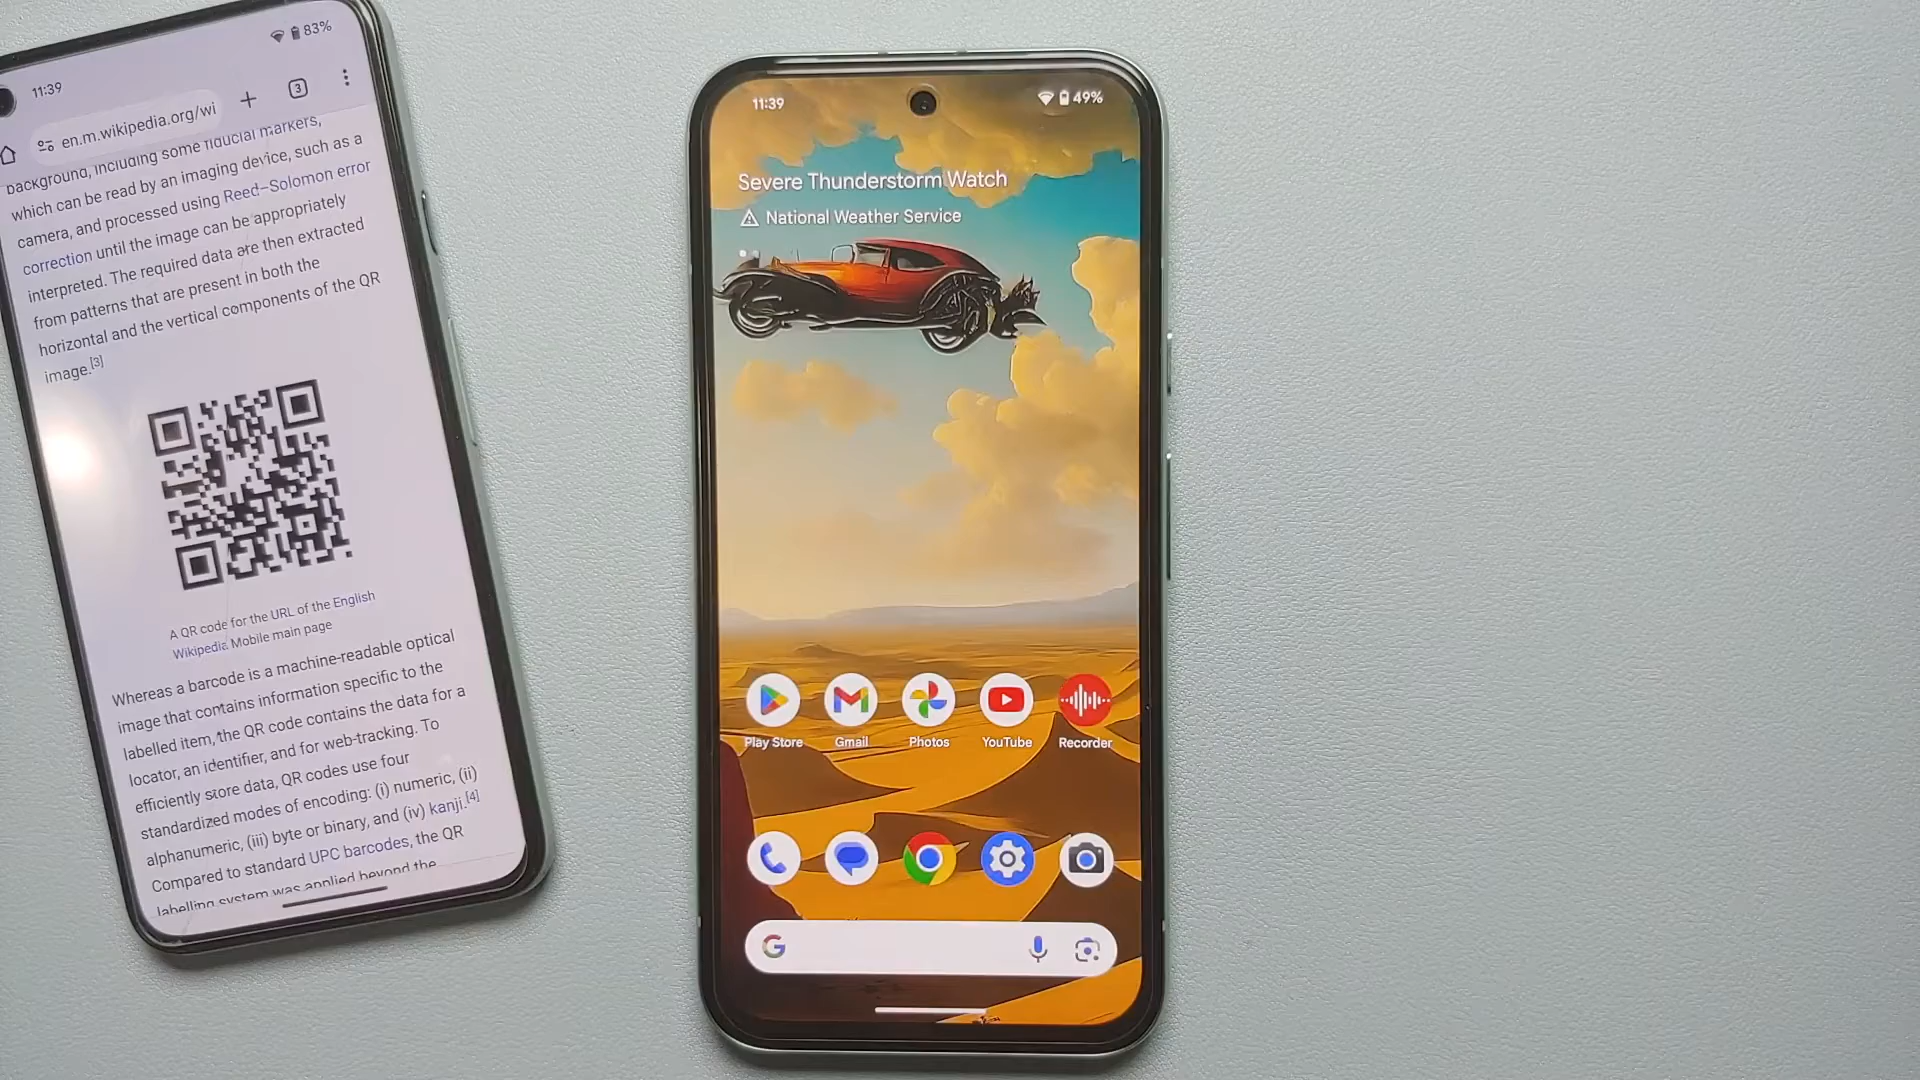 11:39
83%
3
en.m.wikipedia.org/wi
background, including some fiducial markers,
which can be read by an imaging device, such as a
camera, and processed using Reed–Solomon error
correction until the image can be appropriately
interpreted. The required data are then extracted
from patterns that are present in both the
horizontal and the vertical components of the QR
image.[3]
A QR code for the URL of the English
Wikipedia Mobile main page
Whereas a barcode is a machine-readable optical
image that contains information specific to the
labelled item, the QR code contains the data for a
locator, an identifier, and for web-tracking. To
efficiently store data, QR codes use four
standardized modes of encoding: (i) numeric, (ii)
alphanumeric, (iii) byte or binary, and (iv) kanji.[4]
Compared to standard UPC barcodes, the QR
labelling system was applied beyond the
11:39
49%
Severe Thunderstorm Watch
National Weather Service
Play Store
Gmail
Photos
YouTube
Recorder